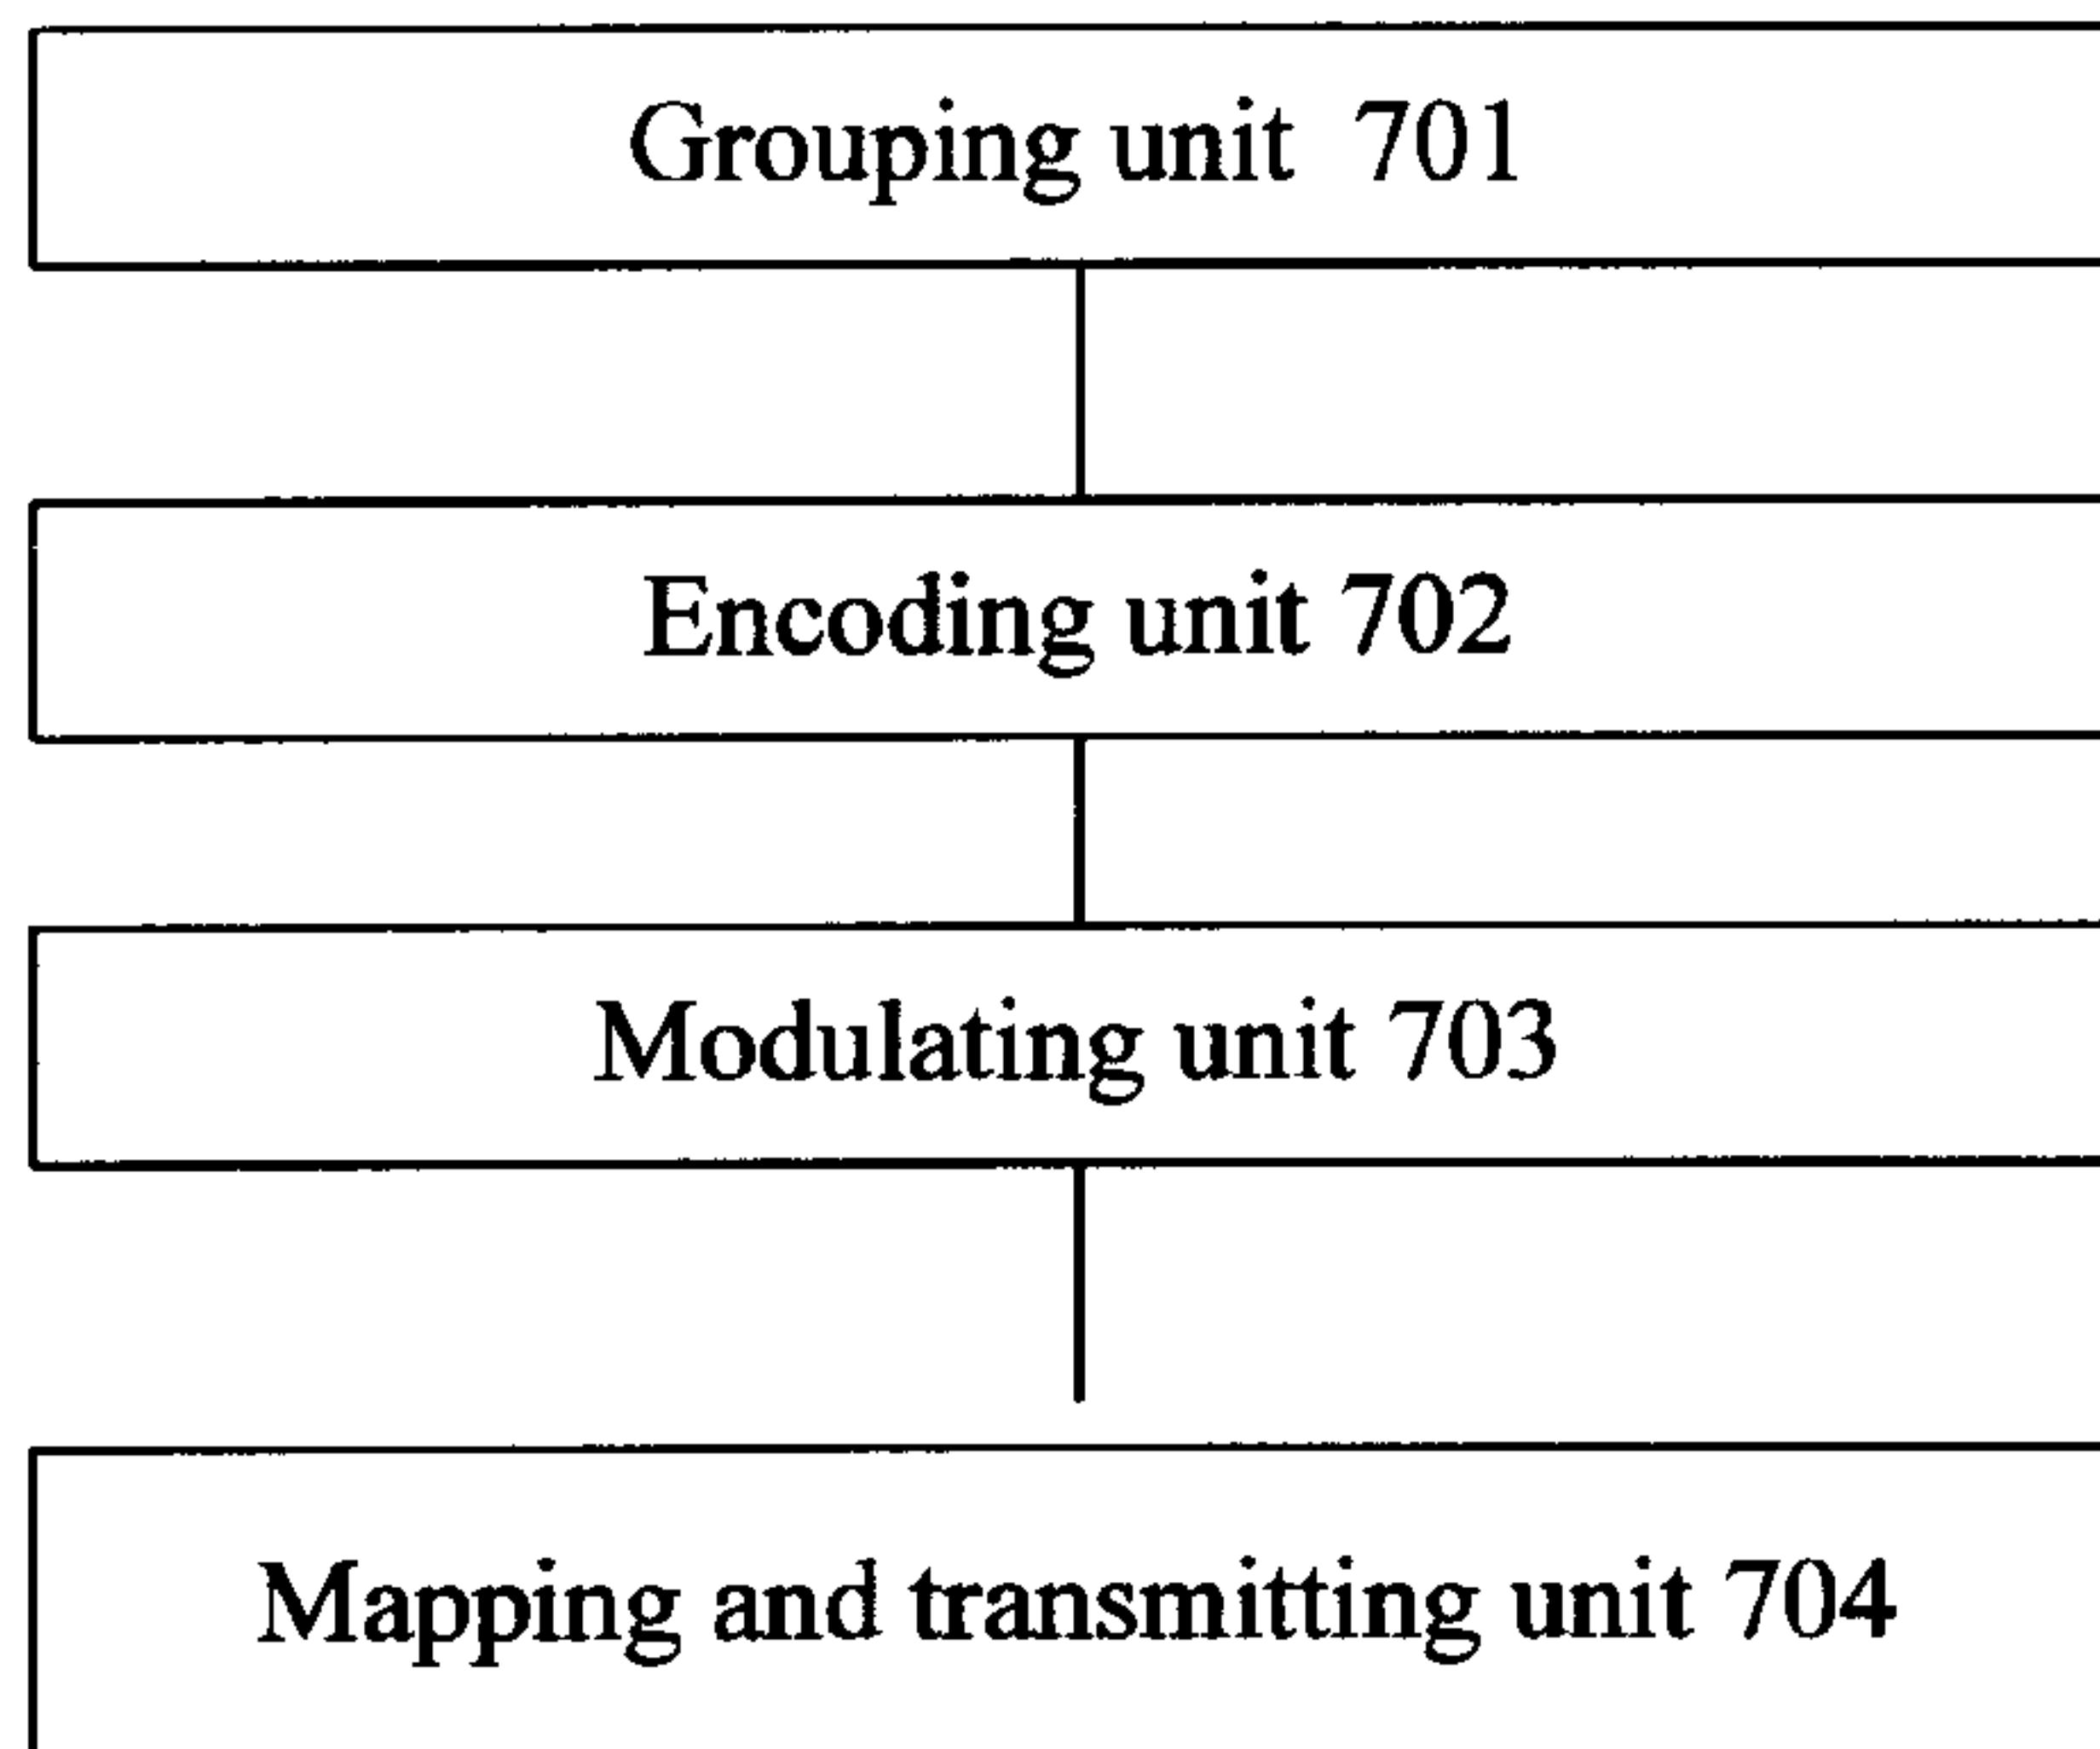 Grouping unit 701
Encoding unit 702
Modulating unit 703
Mapping and transmitting unit 704